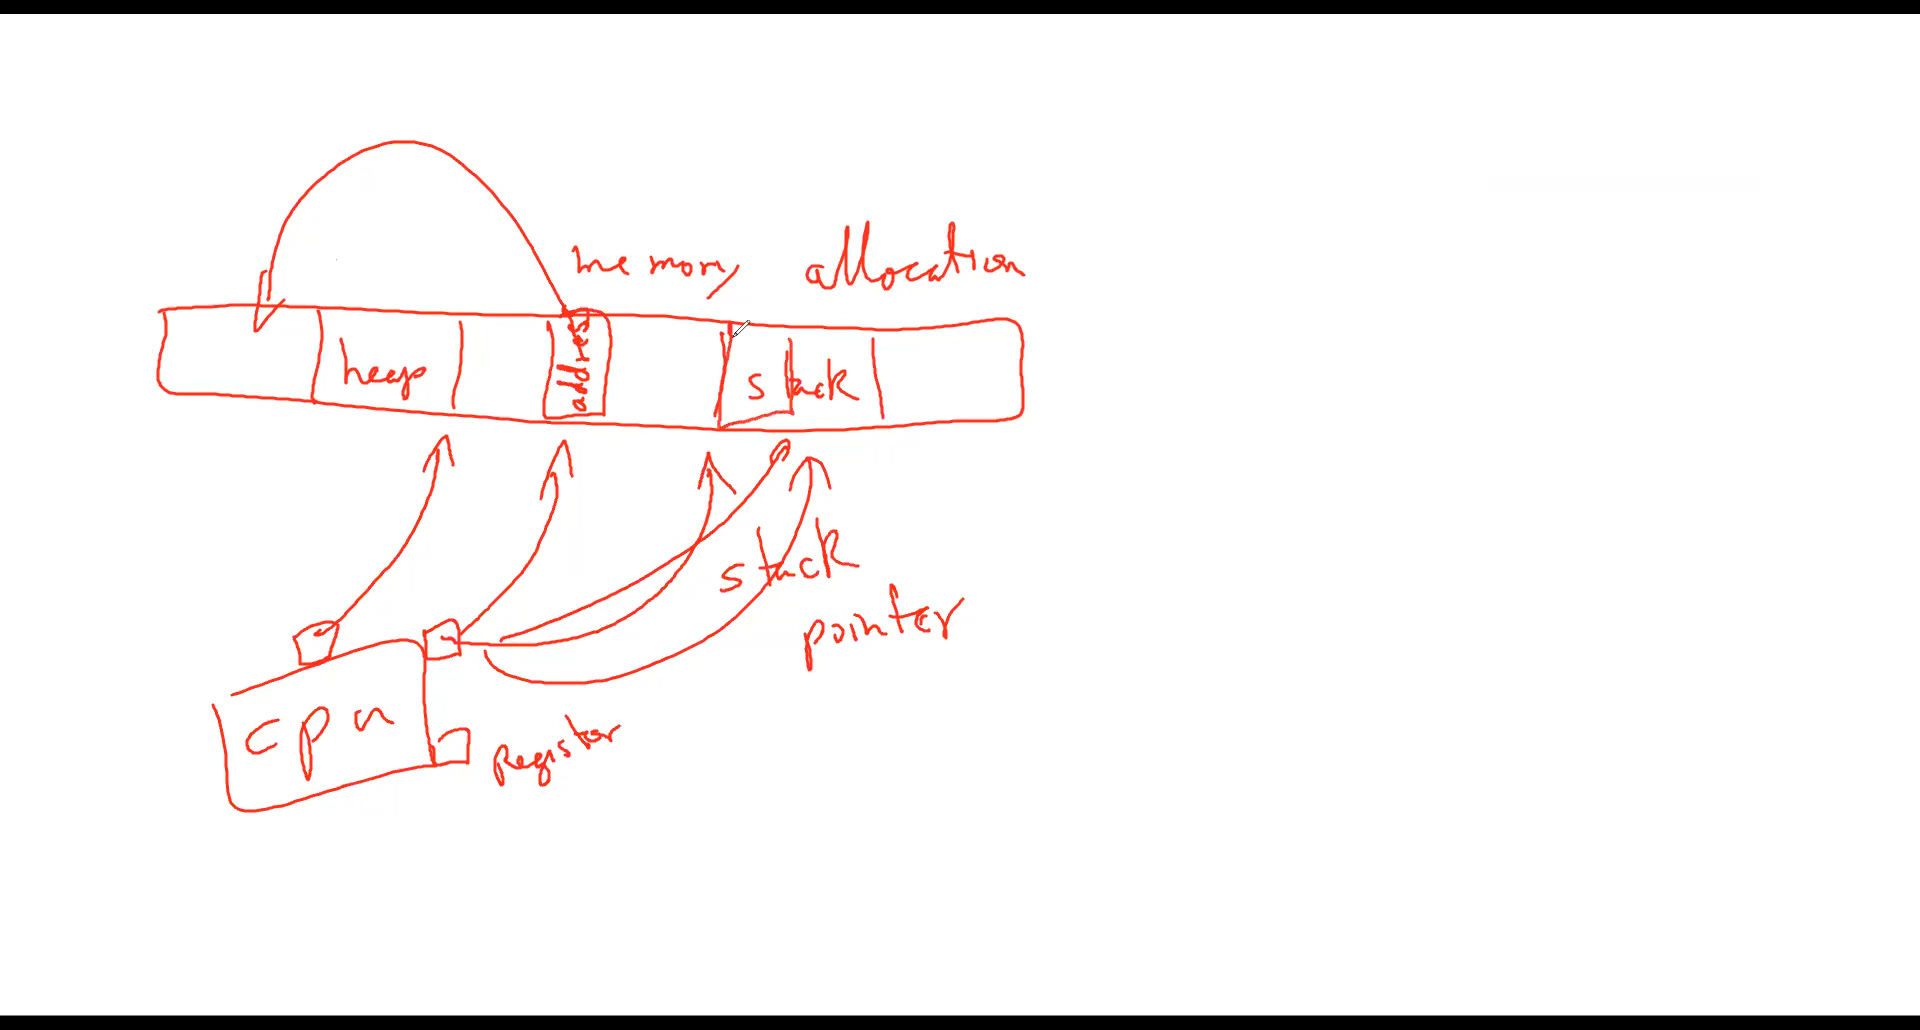 memory allocation
heap
address
stack
stack
pointer
cpu
Register